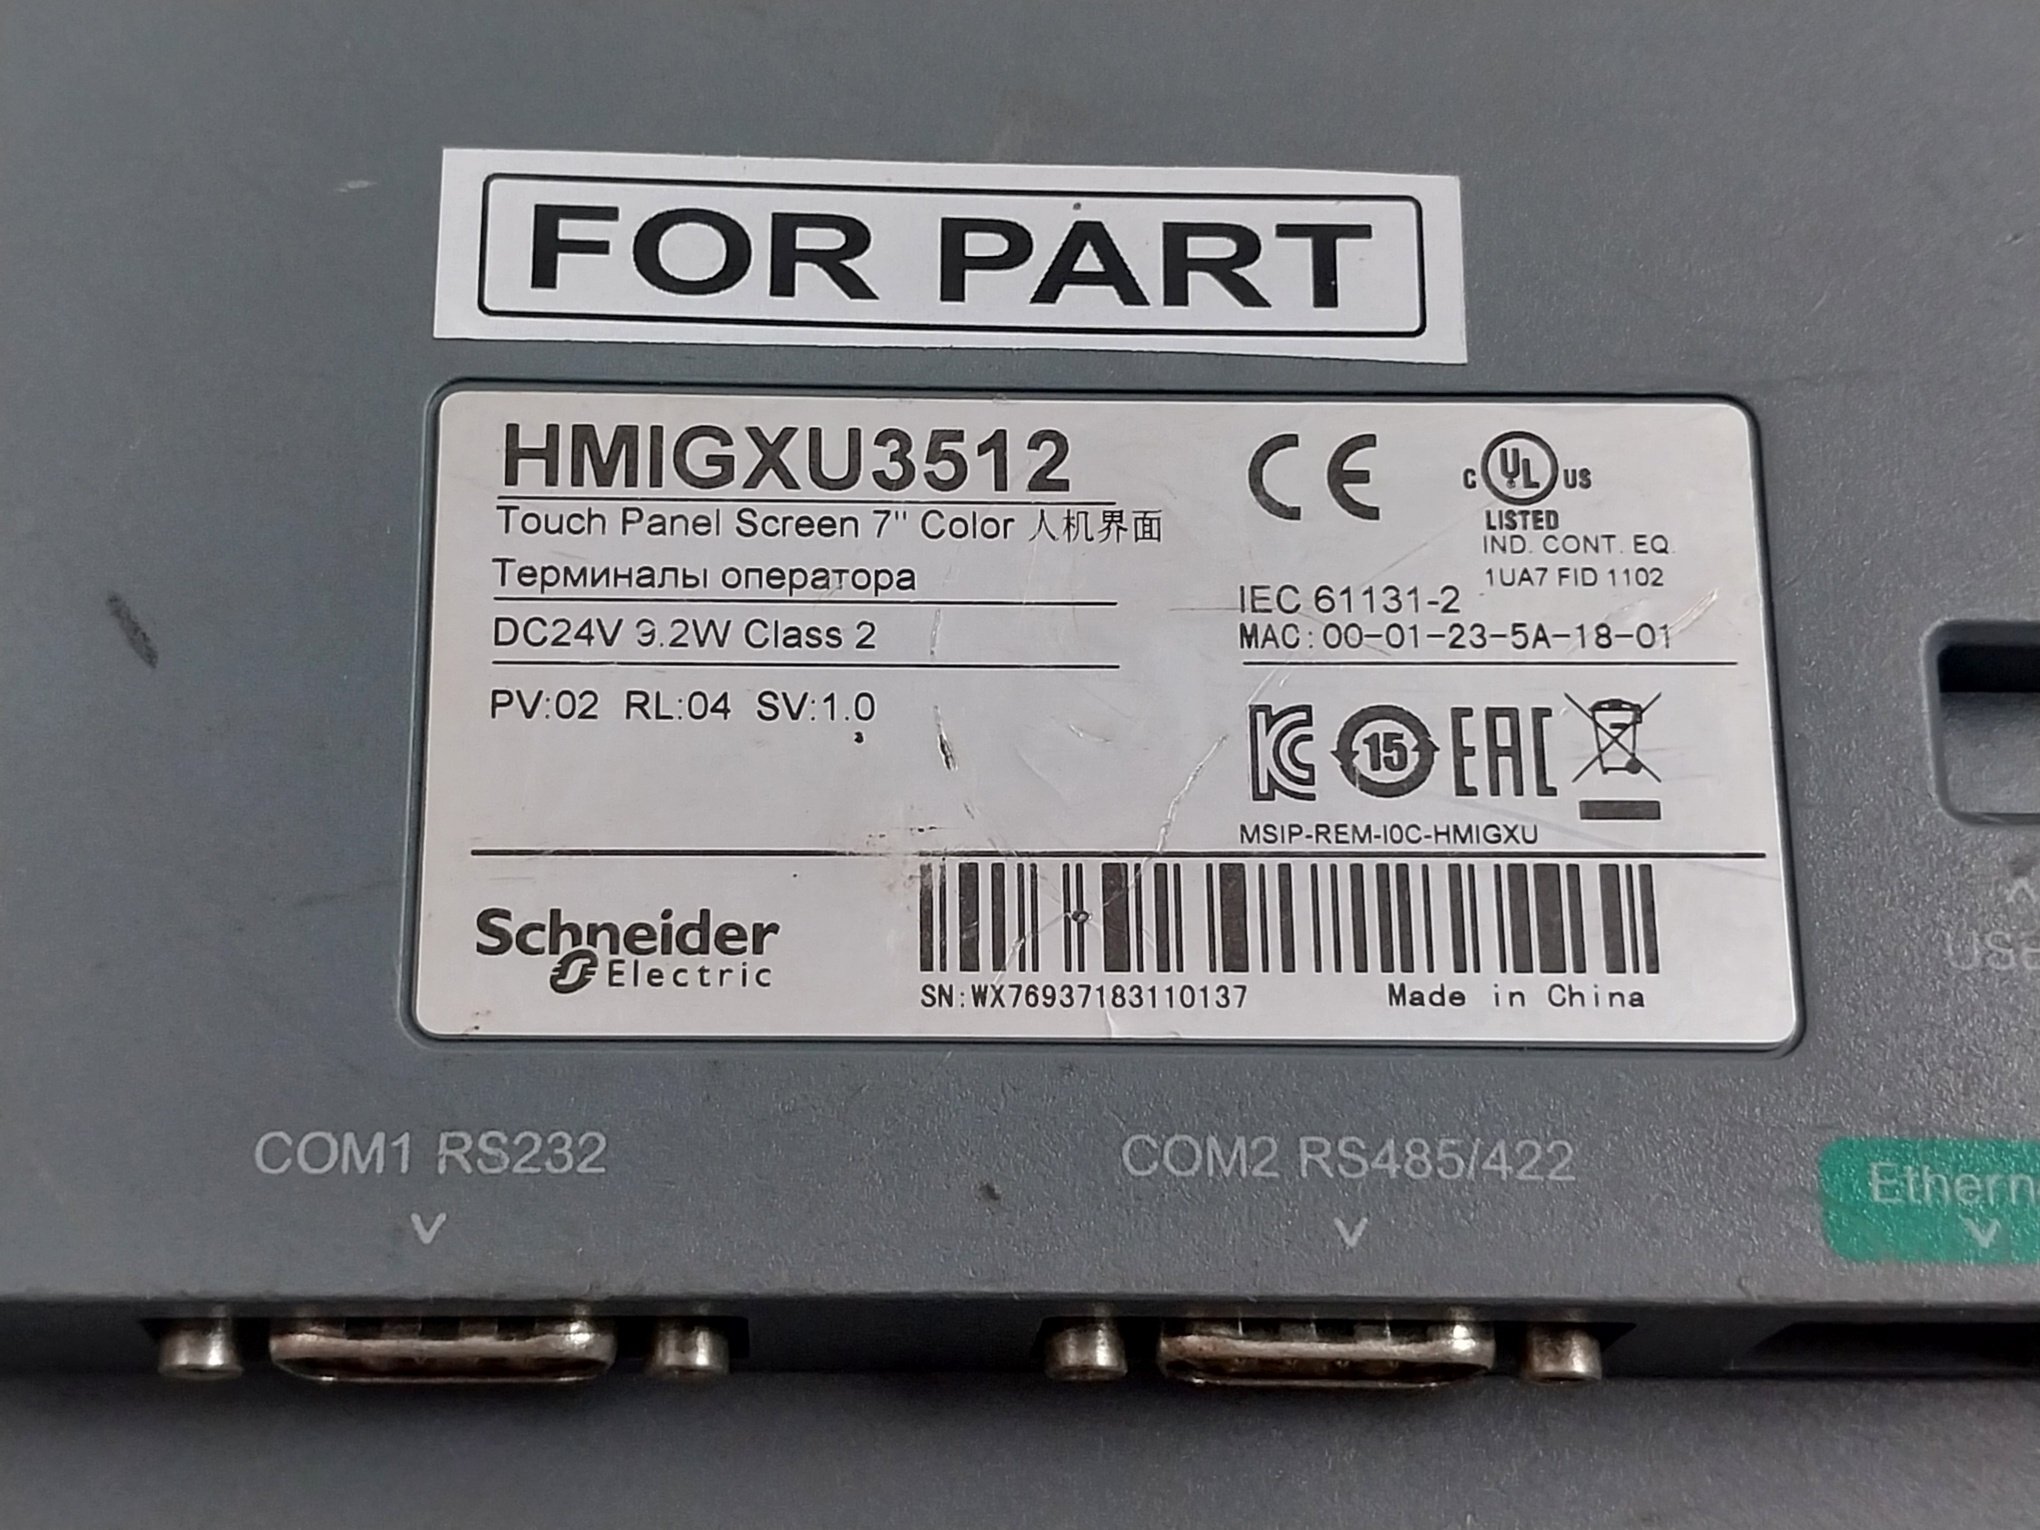 FOR PART
HMIGXU3512
Touch Panel Screen 7" Color 人机界面
Терминалы оператора
DC24V 9.2W Class 2
PV:02 RL:04 SV:1.0
CE
C UL US
LISTED
IND. CONT. EQ.
1UA7 FID 1102
IEC 61131-2
MAC:00-01-23-5A-18-01
KC 15 EAC
MSIP-REM-I0C-HMIGXU
Schneider
Electric
SN:WX76937183110137 Made in China
USB
COM1 RS232 COM2 RS485/422 Ethern